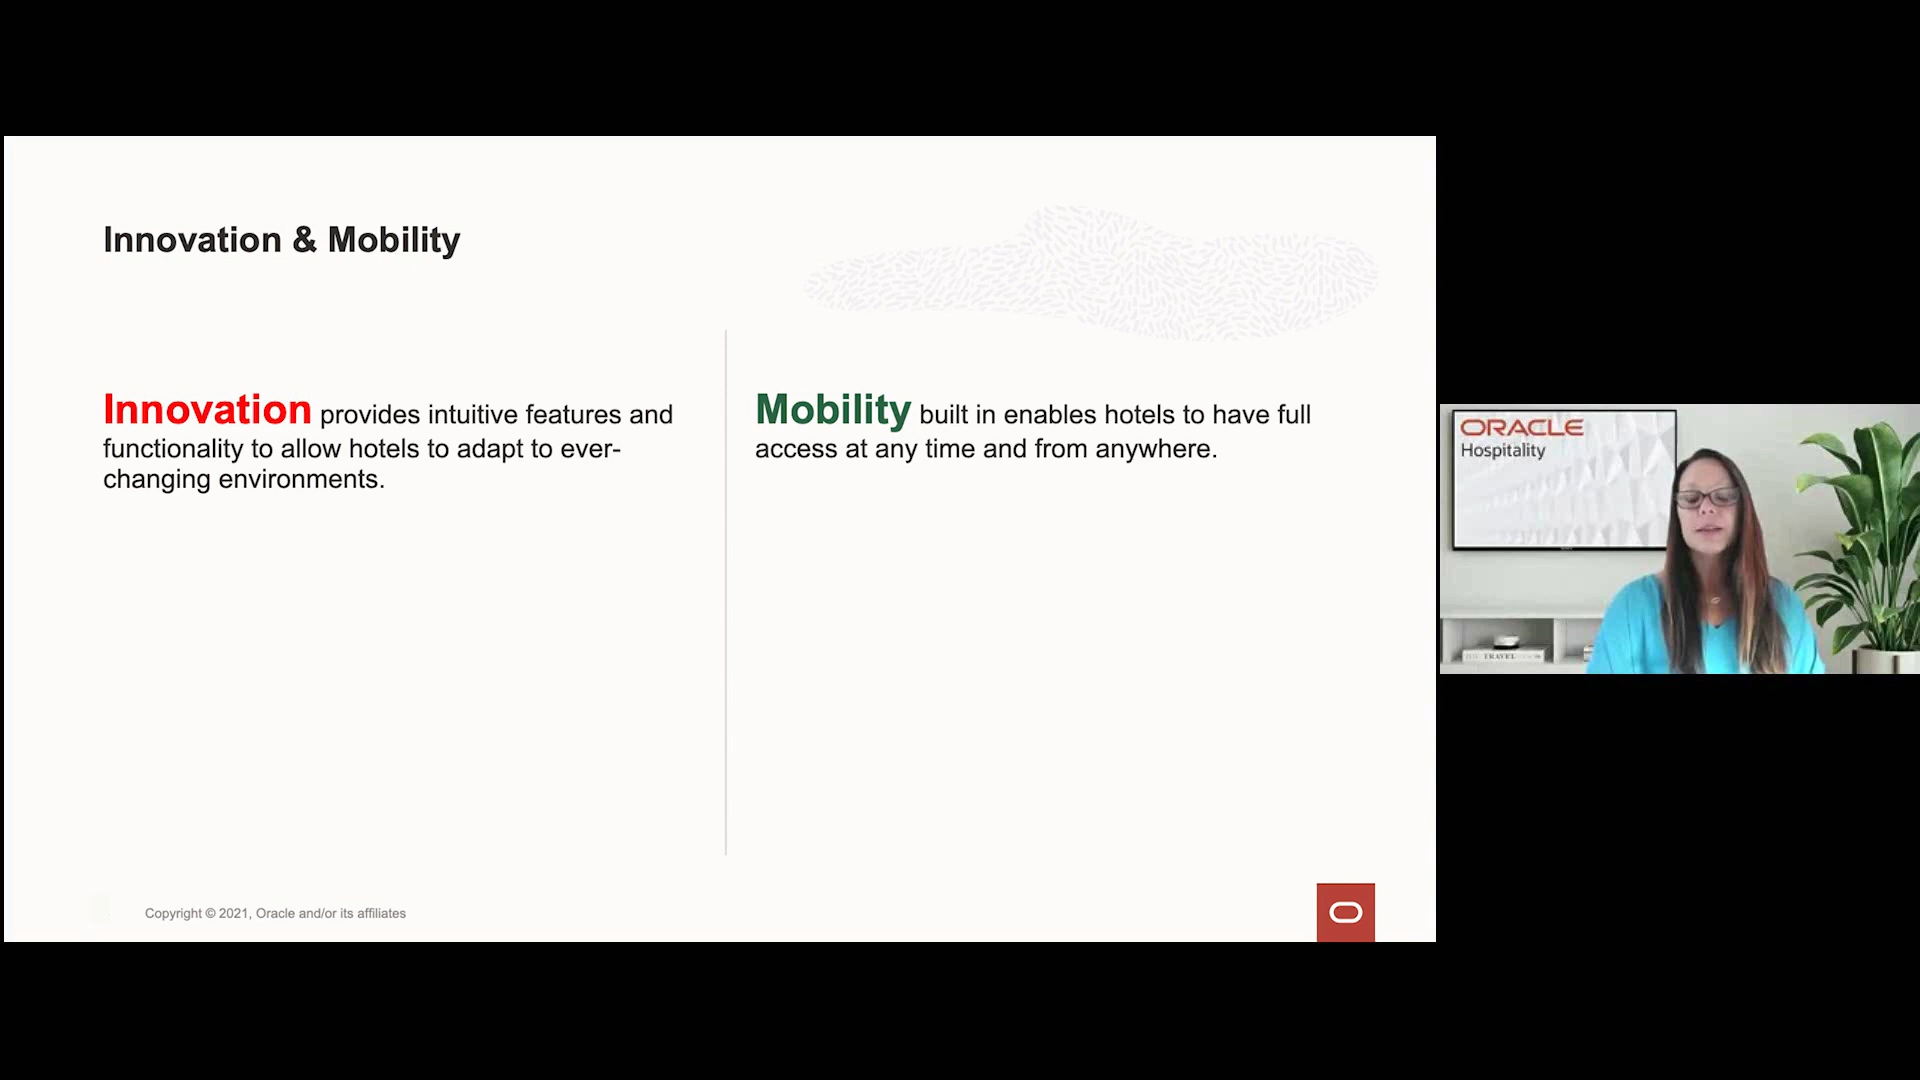 Innovation & Mobility
Innovation provides intuitive features and
functionality to allow hotels to adapt to ever-
changing environments.
Mobility built in enables hotels to have full
access at any time and from anywhere.
Copyright © 2021, Oracle and/or its affiliates
ORACLE
Hospitality
TRAVEL